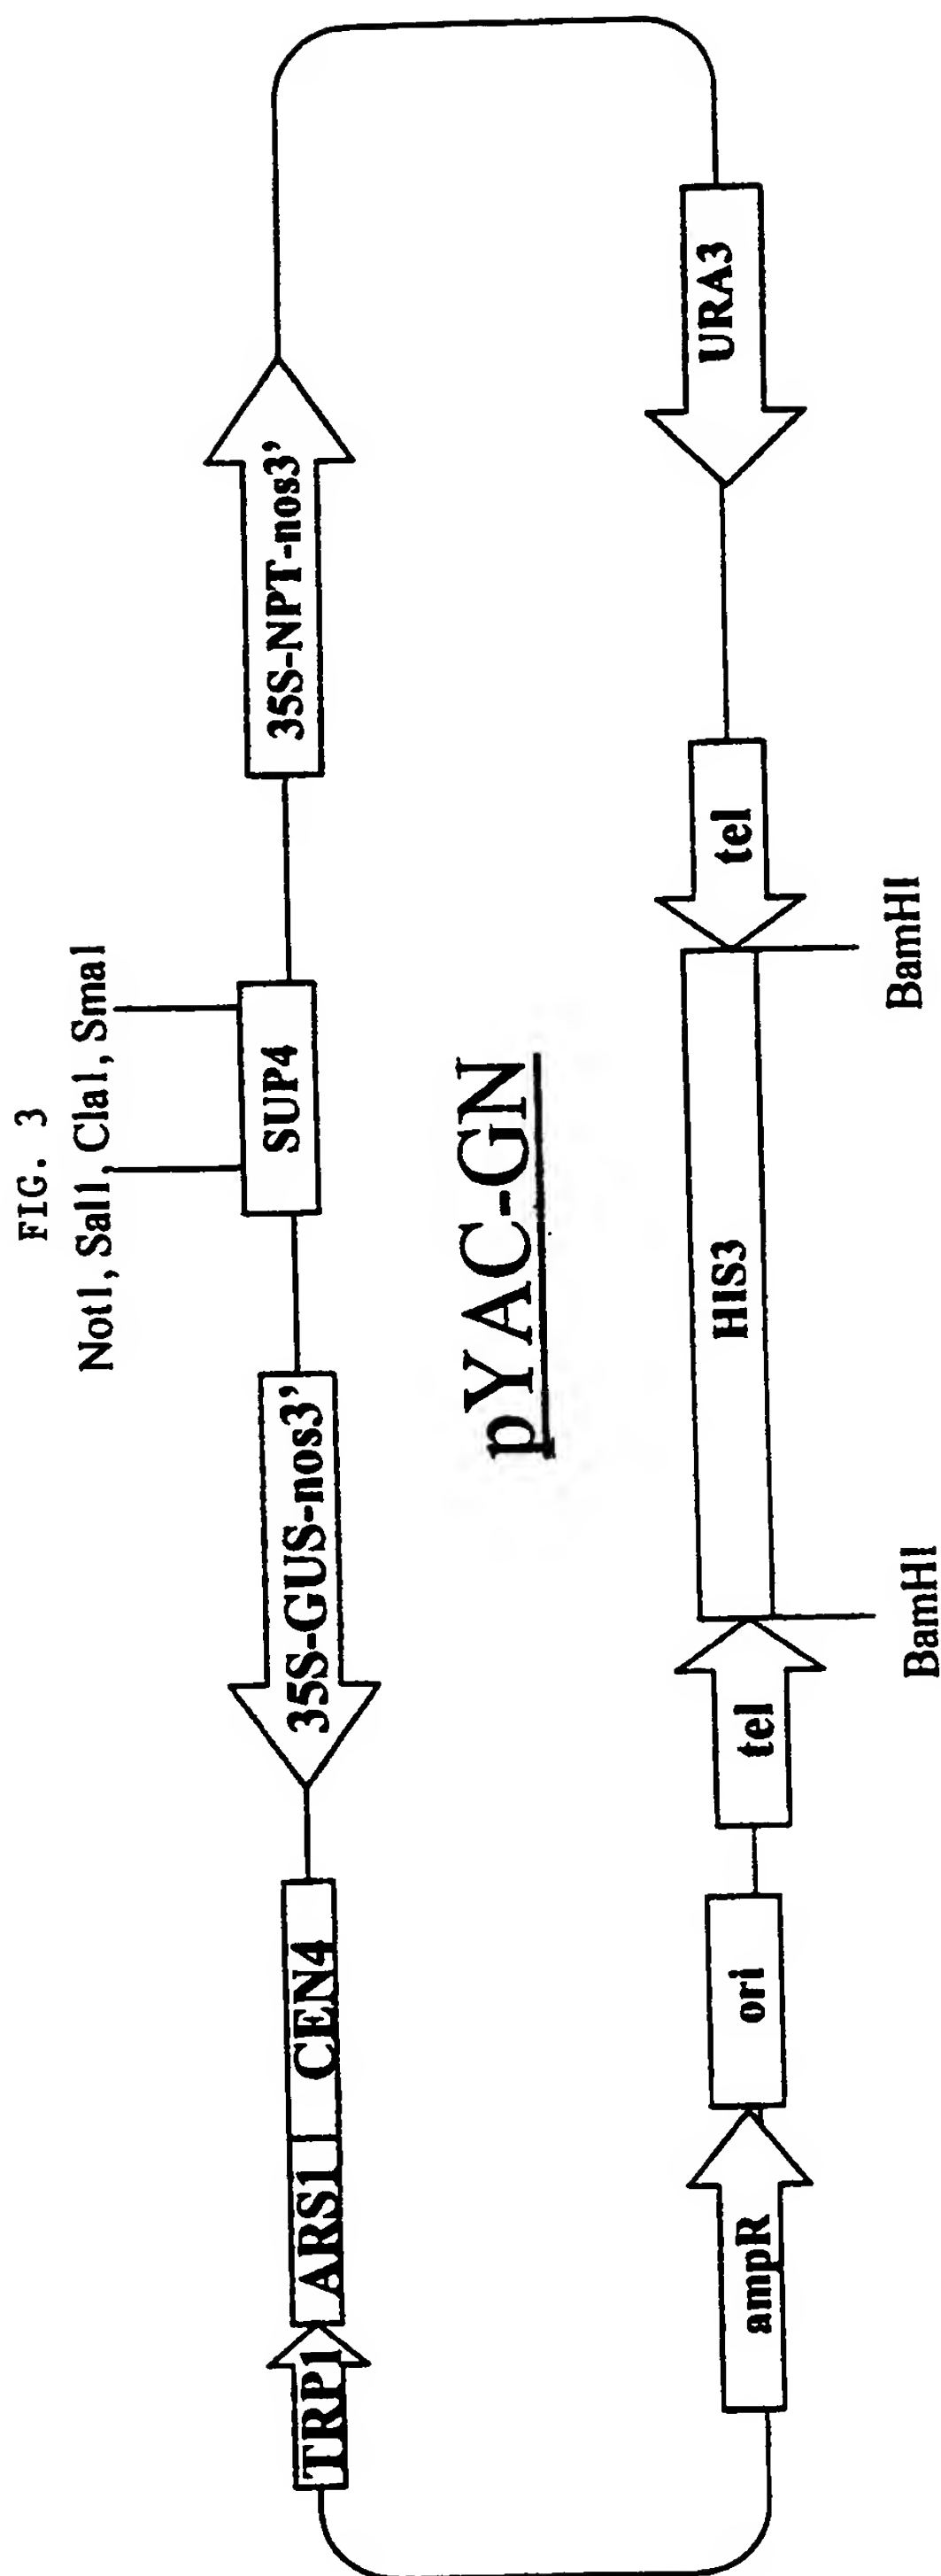 FIG. 3
Not1, Sal1, Cla1, Sma1
TRP1 ARS1 CEN4 35S-GUS-nos3' SUP4 35S-NPT-nos3'
pYAC-GN
ampR ori tel HIS3 tel URA3
BamHI BamHI